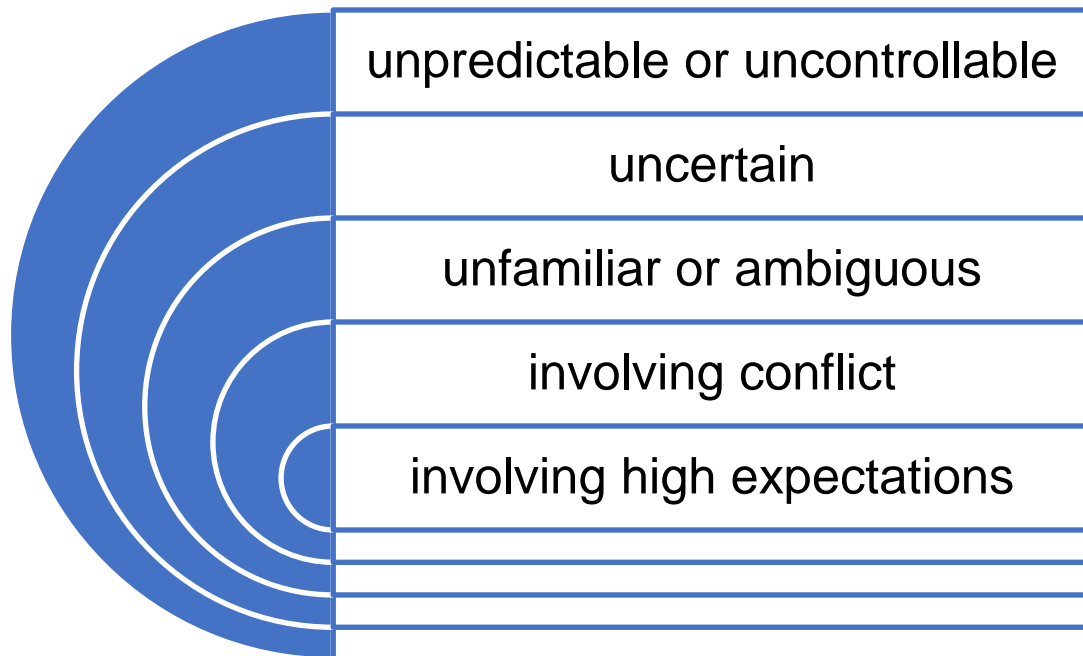 unpredictable or uncontrollable
uncertain
unfamiliar or ambiguous
involving conflict
involving high expectations